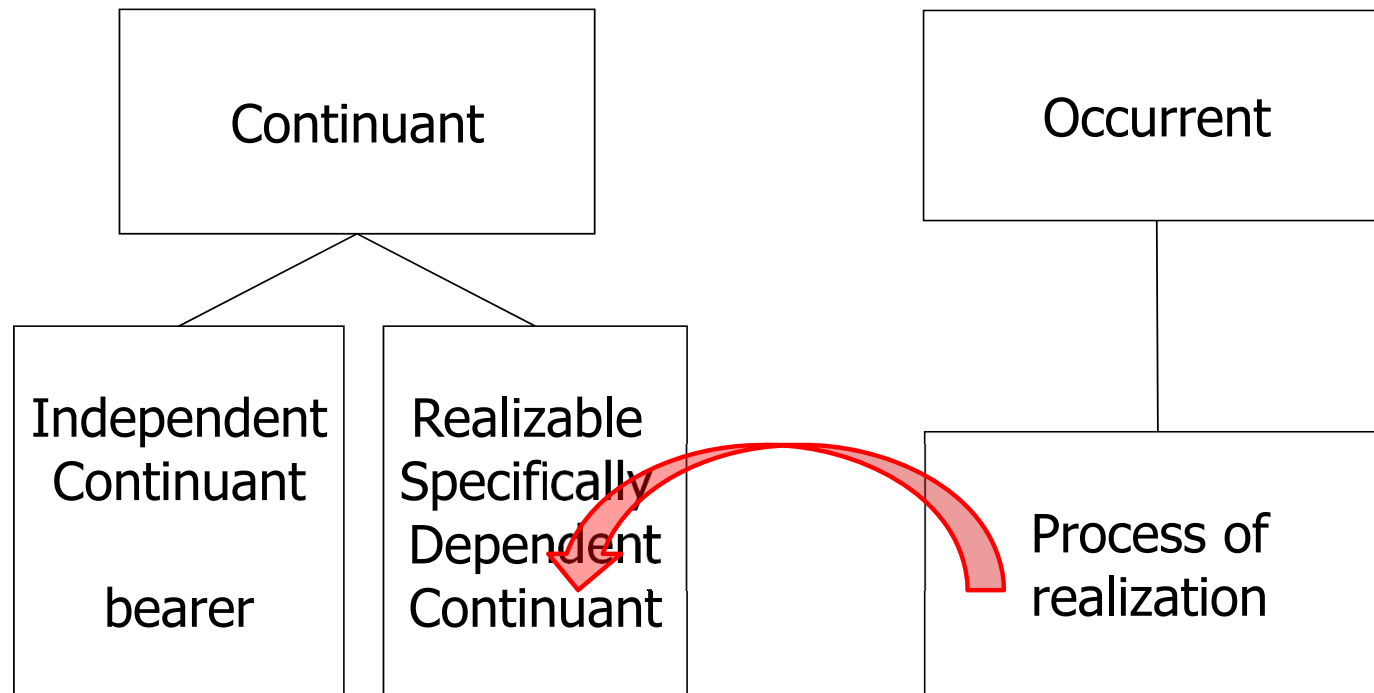 Continuant
Occurrent
Independent
Continuant
bearer
Realizable
Specifically
Dependent
Continuant
Process of
realization